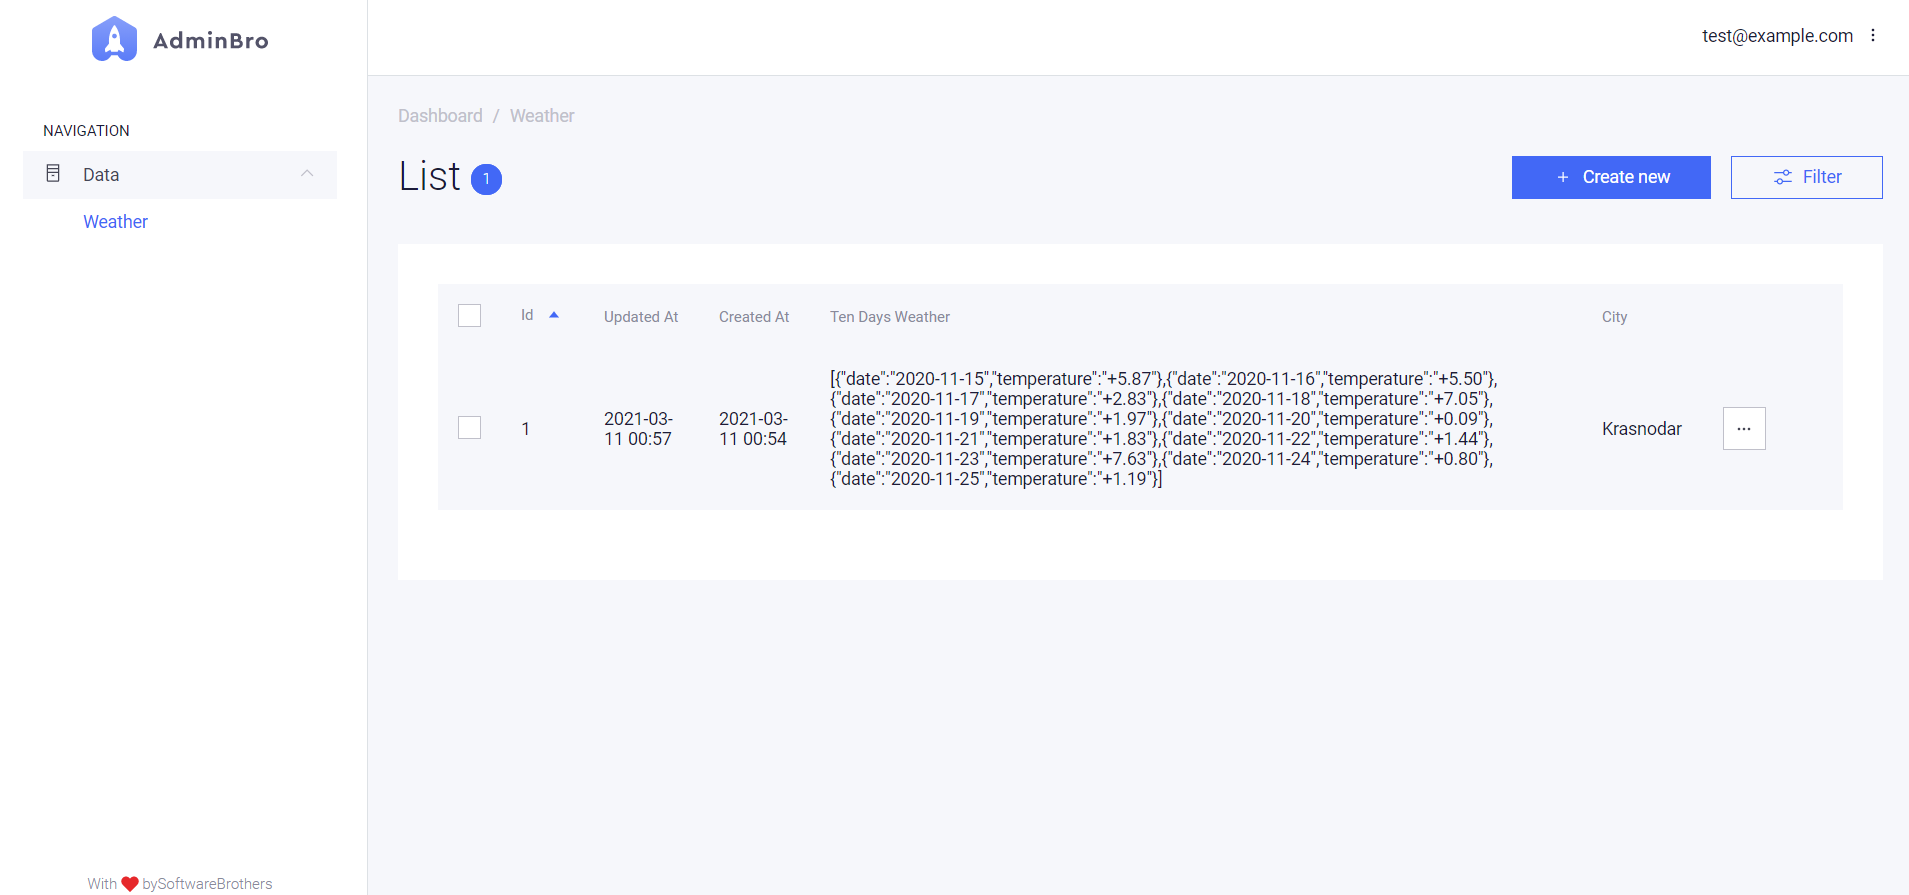 AdminBro
test@example.com
NAVIGATION
Data
Weather
Dashboard / Weather
List 1
+ Create new
Filter
Id
Updated At
Created At
Ten Days Weather
City
1
2021-03-
11 00:57
2021-03-
11 00:54
[{"date":"2020-11-15","temperature":"+5.87"},{"date":"2020-11-16","temperature":"+5.50"},
{"date":"2020-11-17","temperature":"+2.83"},{"date":"2020-11-18","temperature":"+7.05"},
{"date":"2020-11-19","temperature":"+1.97"},{"date":"2020-11-20","temperature":"+0.09"},
{"date":"2020-11-21","temperature":"+1.83"},{"date":"2020-11-22","temperature":"+1.44"},
{"date":"2020-11-23","temperature":"+7.63"},{"date":"2020-11-24","temperature":"+0.80"},
{"date":"2020-11-25","temperature":"+1.19"}]
Krasnodar
With ❤ bySoftwareBrothers